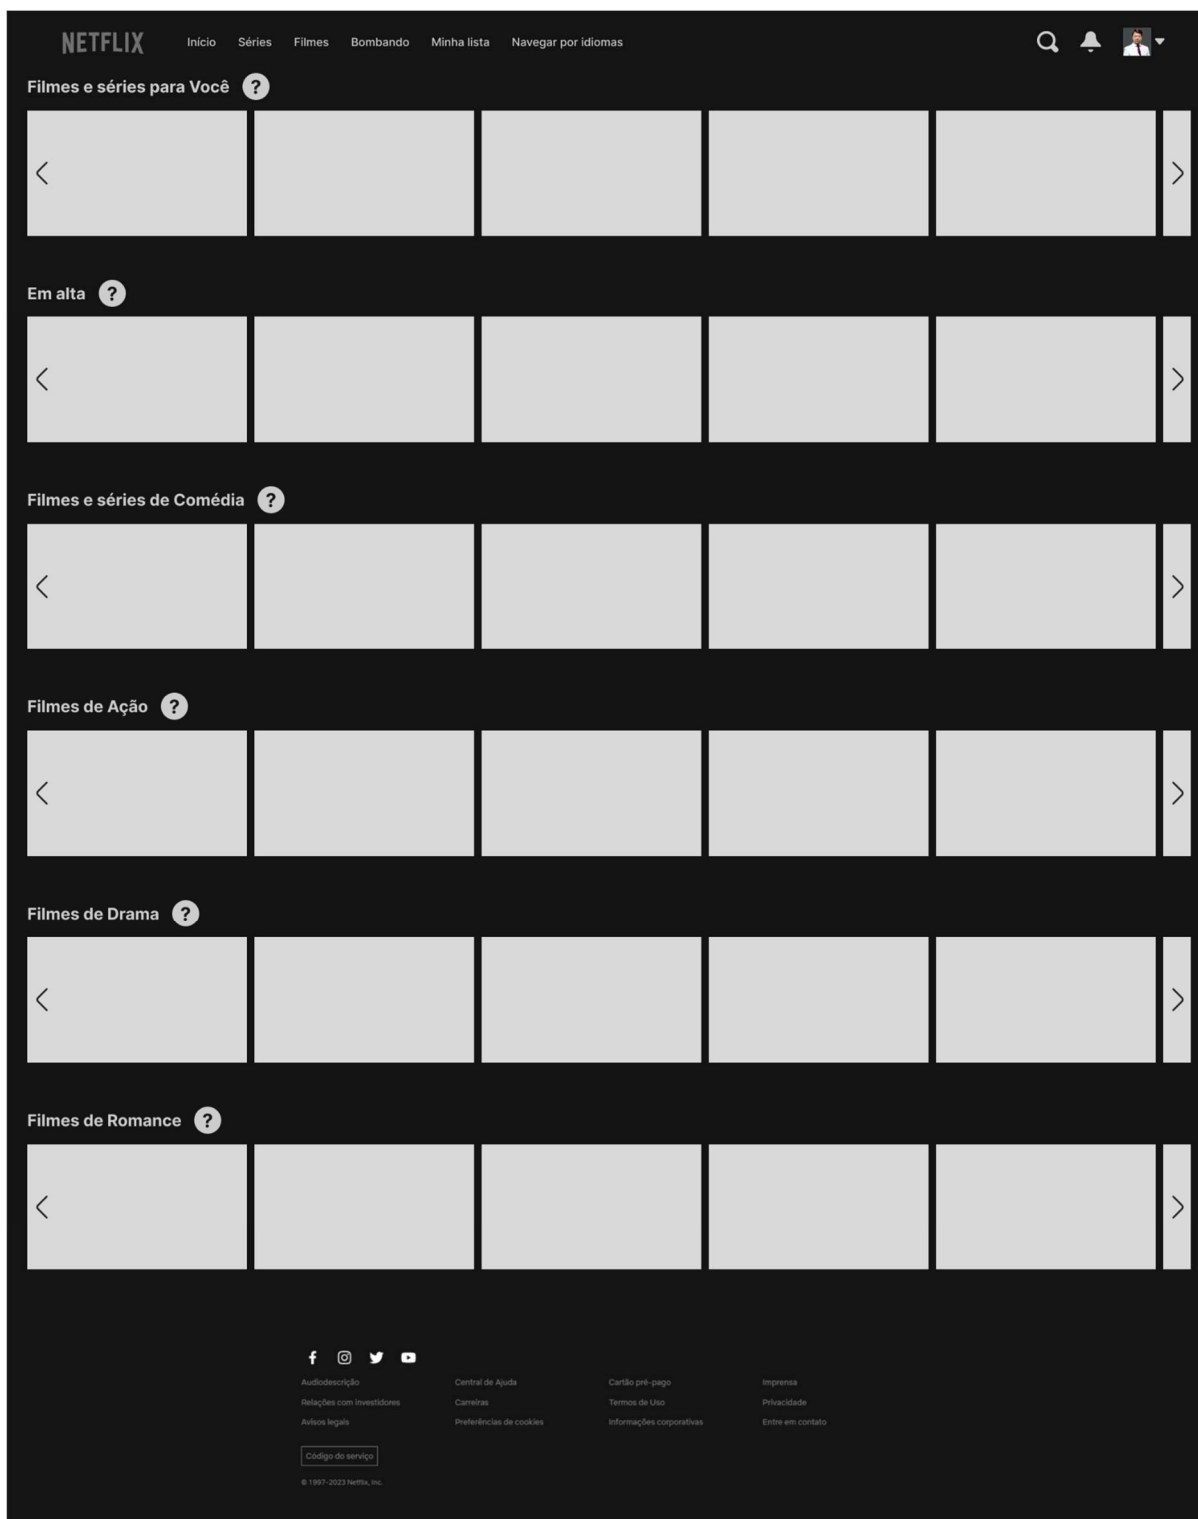 NETFLIX Início Séries Filmes Bombando Minha lista Navegar por idiomas
Filmes e séries para Você ?
Em alta ?
Filmes e séries de Comédia ?
Filmes de Ação ?
Filmes de Drama ?
Filmes de Romance ?
Audiodescrição Central de Ajuda Cartão pré-pago Imprensa
Relações com investidores Carreiras Termos de Uso Privacidade
Avisos legais Preferências de cookies Informações corporativas Entre em contato
Código do serviço
© 1997-2023 Netflix, Inc.